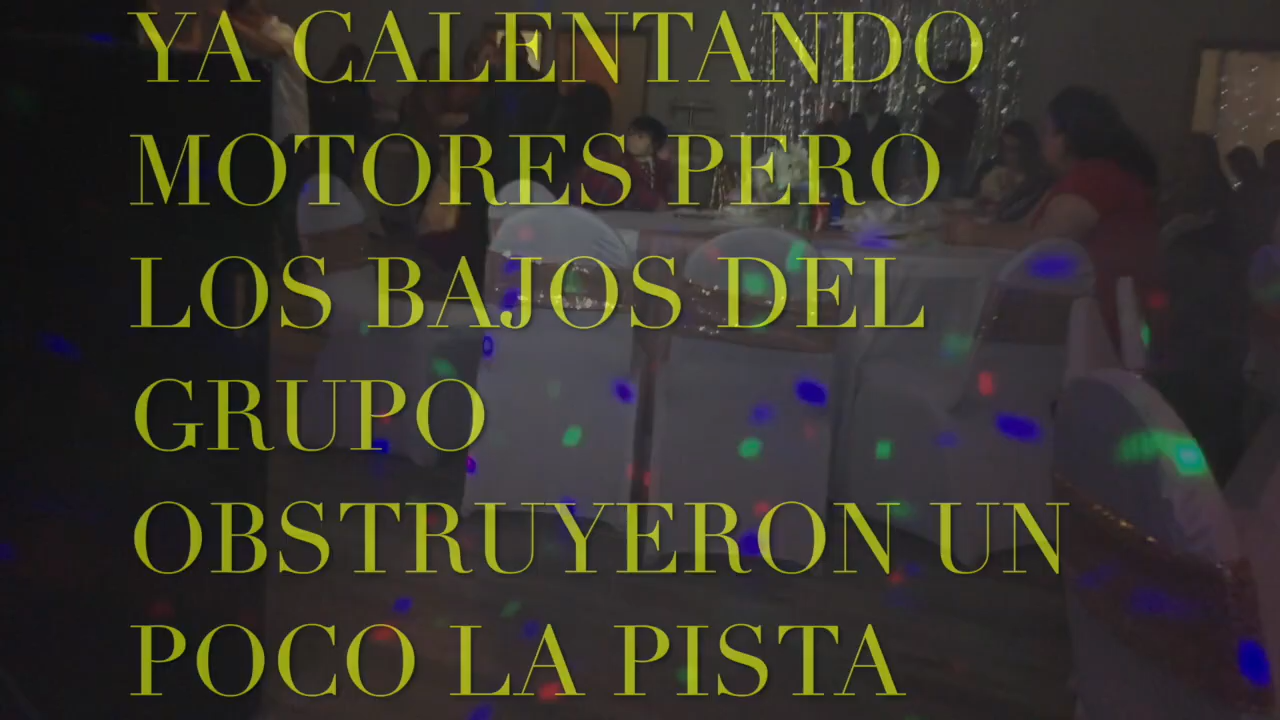 YA CALENTANDO
MOTORES PERO
LOS BAJOS DEL
GRUPO
OBSTRUYERON UN
POCO LA PISTA